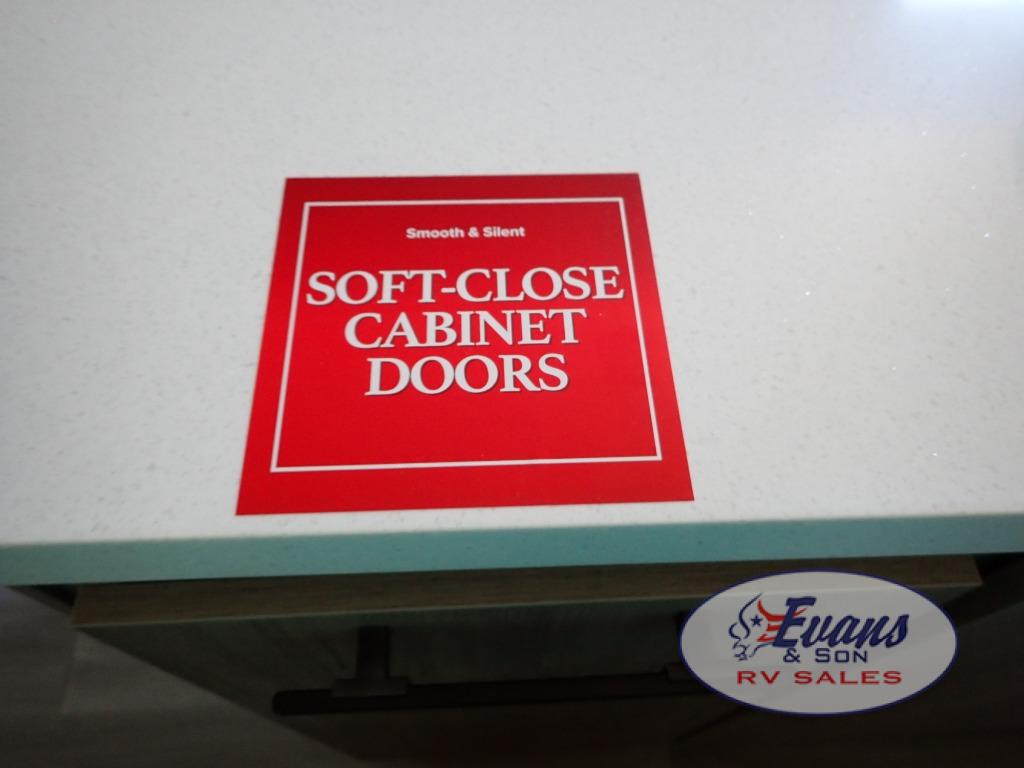 Smooth & Silent
SOFT-CLOSE
CABINET
DOORS
Evans
& SON
RV SALES